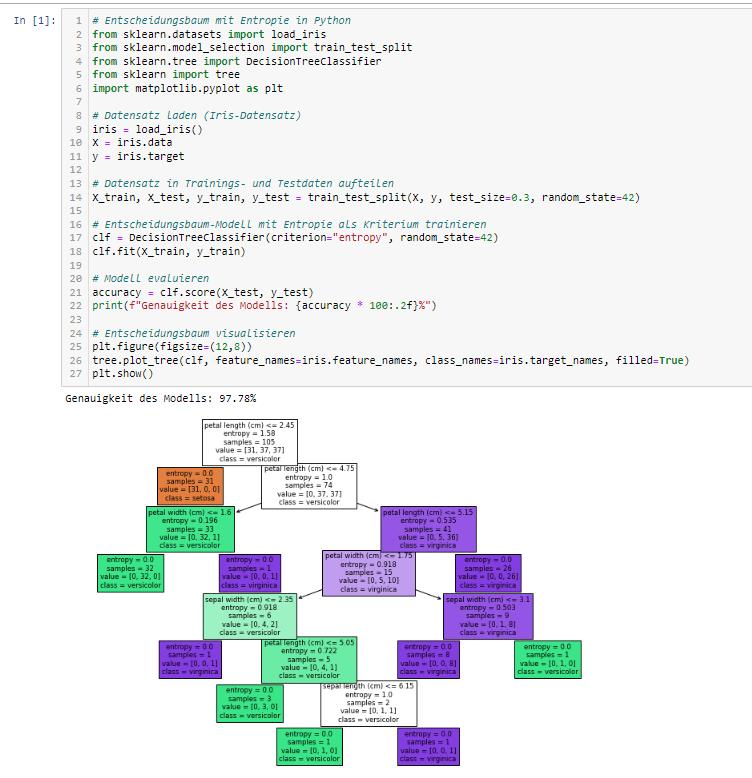 In [1]:
1 # Entscheidungsbaum mit Entropie in Python
2 from sklearn.datasets import load_iris
3 from sklearn.model_selection import train_test_split
4 from sklearn.tree import DecisionTreeClassifier
5 from sklearn import tree
6 import matplotlib.pyplot as plt
7
8 # Datensatz laden (Iris-Datensatz)
9 iris = load_iris()
10 X = iris.data
11 y = iris.target
12
13 # Datensatz in Trainings- und Testdaten aufteilen
14 X_train, X_test, y_train, y_test = train_test_split(X, y, test_size=0.3, random_state=42)
15
16 # Entscheidungsbaum-Modell mit Entropie als Kriterium trainieren
17 clf = DecisionTreeClassifier(criterion="entropy", random_state=42)
18 clf.fit(X_train, y_train)
19
20 # Modell evaluieren
21 accuracy = clf.score(X_test, y_test)
22 print(f"Genauigkeit des Modells: {accuracy * 100:.2f}%")
23
24 # Entscheidungsbaum visualisieren
25 plt.figure(figsize=(12,8))
26 tree.plot_tree(clf, feature_names=iris.feature_names, class_names=iris.target_names, filled=True)
27 plt.show()
Genauigkeit des Modells: 97.78%
petal length (cm) <= 2.45
entropy = 1.58
samples = 105
value = [31, 37, 37]
class = versicolor
entropy = 0.0
samples = 31
value = [31, 0, 0]
class = setosa
petal length (cm) <= 4.75
entropy = 1.0
samples = 74
value = [0, 37, 37]
class = versicolor
petal width (cm) <= 1.6
entropy = 0.196
samples = 33
value = [0, 32, 1]
class = versicolor
petal length (cm) <= 5.15
entropy = 0.535
samples = 41
value = [0, 5, 36]
class = virginica
entropy = 0.0
samples = 32
value = [0, 32, 0]
class = versicolor
entropy = 0.0
samples = 1
value = [0, 0, 1]
class = virginica
petal width (cm) <= 1.75
entropy = 0.918
samples = 15
value = [0, 5, 10]
class = virginica
entropy = 0.0
samples = 26
value = [0, 0, 26]
class = virginica
sepal width (cm) <= 2.35
entropy = 0.918
samples = 6
value = [0, 4, 2]
class = versicolor
sepal width (cm) <= 3.1
entropy = 0.503
samples = 9
value = [0, 1, 8]
class = virginica
entropy = 0.0
samples = 1
value = [0, 0, 1]
class = virginica
petal length (cm) <= 5.05
entropy = 0.722
samples = 5
value = [0, 4, 1]
class = versicolor
entropy = 0.0
samples = 8
value = [0, 0, 8]
class = virginica
entropy = 0.0
samples = 1
value = [0, 1, 0]
class = versicolor
entropy = 0.0
samples = 3
value = [0, 3, 0]
class = versicolor
sepal length (cm) <= 6.15
entropy = 1.0
samples = 2
value = [0, 1, 1]
class = versicolor
entropy = 0.0
samples = 1
value = [0, 1, 0]
class = versicolor
entropy = 0.0
samples = 1
value = [0, 0, 1]
class = virginica